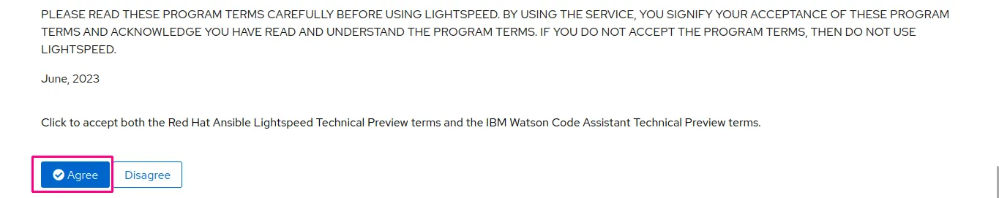 PLEASE READ THESE PROGRAM TERMS CAREFULLY BEFORE USING LIGHTSPEED. BY USING THE SERVICE, YOU SIGNIFY YOUR ACCEPTANCE OF THESE PROGRAM
TERMS AND ACKNOWLEDGE YOU HAVE READ AND UNDERSTAND THE PROGRAM TERMS. IF YOU DO NOT ACCEPT THE PROGRAM TERMS, THEN DO NOT USE
LIGHTSPEED.
June, 2023
Click to accept both the Red Hat Ansible Lightspeed Technical Preview terms and the IBM Watson Code Assistant Technical Preview terms.
Agree Disagree